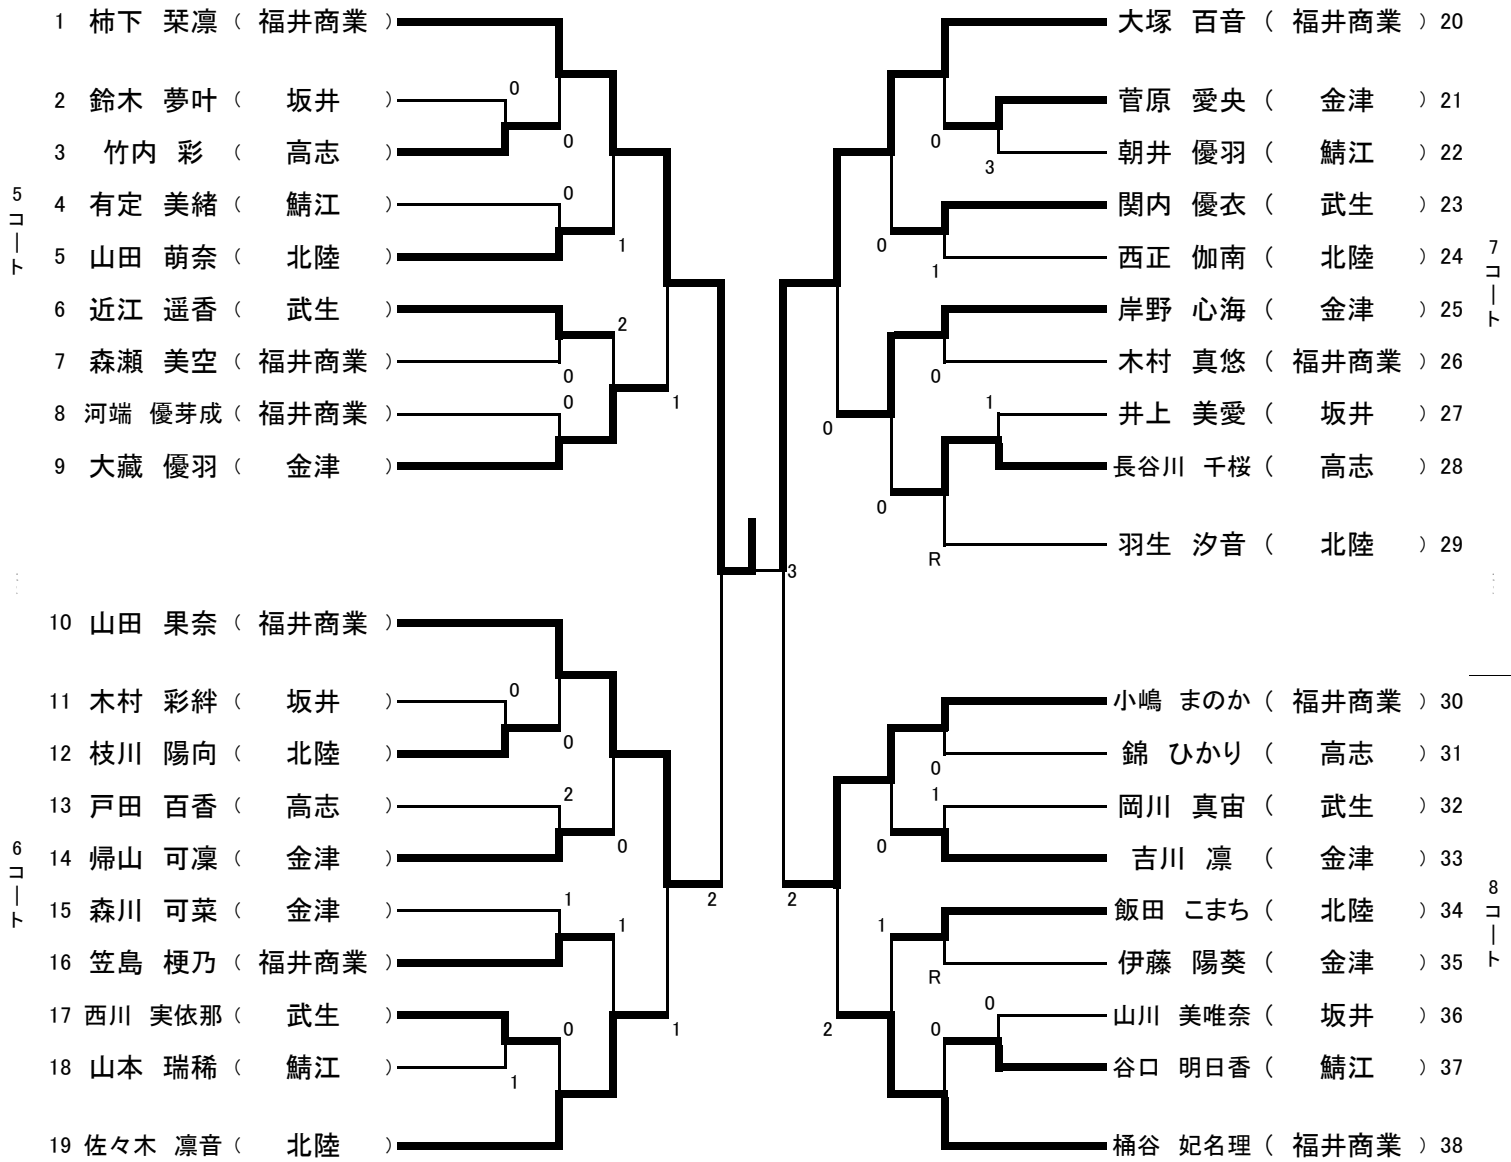 1 柿下 栞凛 ( 福井商業 )
2 鈴木 夢叶 ( 坂井 )
0
3 竹内 彩 ( 高志 )
0
4 有定 美緒 ( 鯖江 )
0
5 山田 萌奈 ( 北陸 )
1
6 近江 遥香 ( 武生 )
2
7 森瀬 美空 ( 福井商業 )
0
8 河端 優芽成 ( 福井商業 )
0
1
9 大藏 優羽 ( 金津 )
5コート
10 山田 果奈 ( 福井商業 )
11 木村 彩絆 ( 坂井 )
0
12 枝川 陽向 ( 北陸 )
0
13 戸田 百香 ( 高志 )
2
14 帰山 可凜 ( 金津 )
0
15 森川 可菜 ( 金津 )
1
1
2
16 笠島 梗乃 ( 福井商業 )
17 西川 実依那 ( 武生 )
0
1
18 山本 瑞稀 ( 鯖江 )
1
19 佐々木 凛音 ( 北陸 )
6コート
3
大塚 百音 ( 福井商業 ) 20
菅原 愛央 ( 金津 ) 21
0
朝井 優羽 ( 鯖江 ) 22
3
関内 優衣 ( 武生 ) 23
0
西正 伽南 ( 北陸 ) 24
1
岸野 心海 ( 金津 ) 25
木村 真悠 ( 福井商業 ) 26
0
井上 美愛 ( 坂井 ) 27
1
0
長谷川 千桜 ( 高志 ) 28
0
羽生 汐音 ( 北陸 ) 29
R
7コート
小嶋 まのか ( 福井商業 ) 30
錦 ひかり ( 高志 ) 31
0
岡川 真宙 ( 武生 ) 32
1
0
吉川 凛 ( 金津 ) 33
2
飯田 こまち ( 北陸 ) 34
1
伊藤 陽葵 ( 金津 ) 35
R
山川 美唯奈 ( 坂井 ) 36
0
2
0
谷口 明日香 ( 鯖江 ) 37
桶谷 妃名理 ( 福井商業 ) 38
8コート